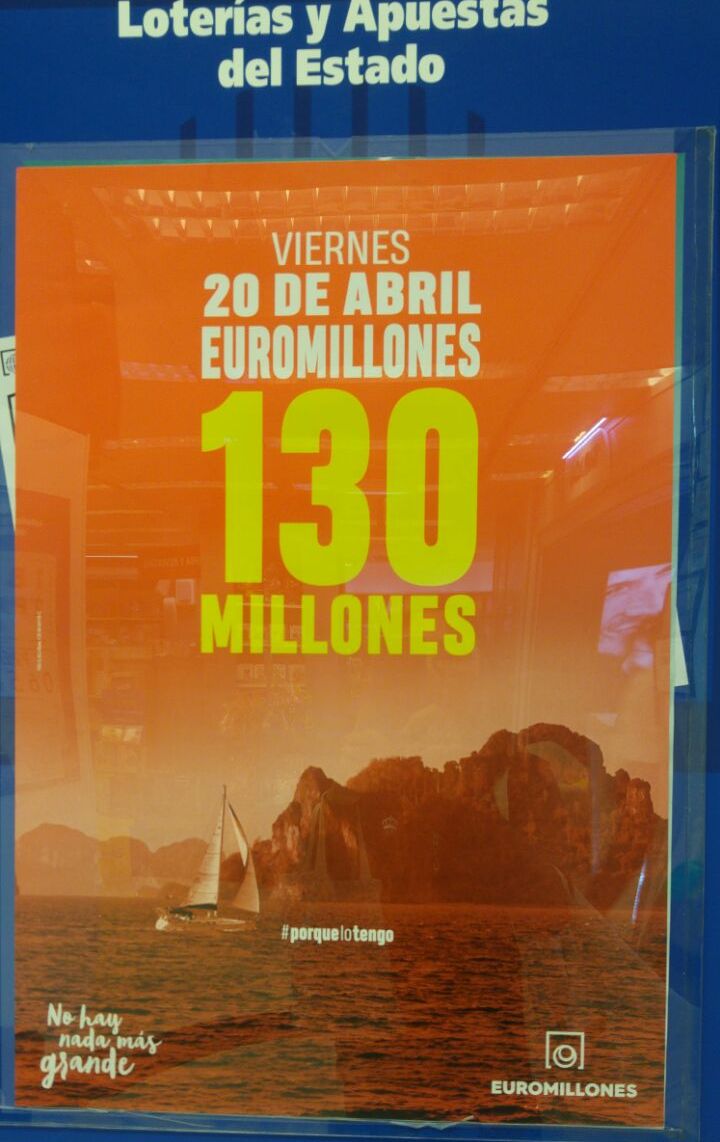 Loterías y Apuestas
del Estado
VIERNES
20 DE ABRIL
EUROMILLONES
130
MILLONES
#porquelotengo
No hay
nada más
grande
EUROMILLONES